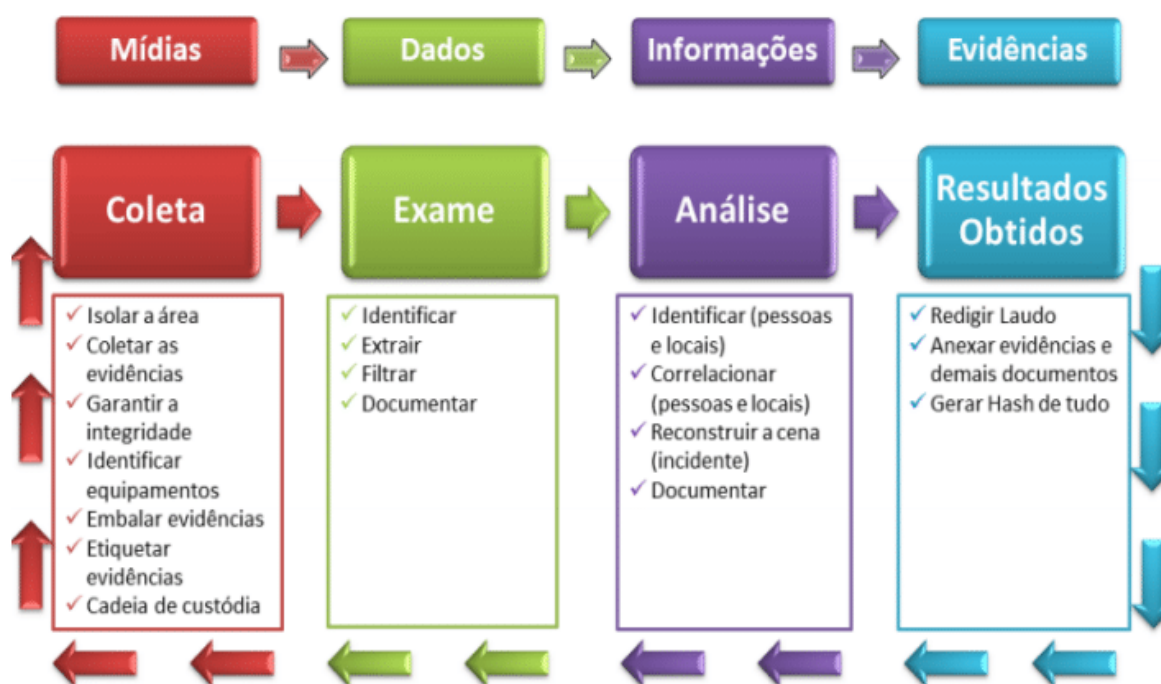 Mídias
Dados
Informações
Evidências
Coleta
Exame
Análise
Resultados
Obtidos
✓ Isolar a área
✓ Coletar as
evidências
✓ Garantir a
integridade
✓ Identificar
equipamentos
✓ Embalar evidências
✓ Etiquetar
evidências
✓ Cadeia de custódia
✓ Identificar
✓ Extrair
✓ Filtrar
✓ Documentar
✓ Identificar (pessoas
e locais)
✓ Correlacionar
(pessoas e locais)
✓ Reconstruir a cena
(incidente)
✓ Documentar
✓ Redigir Laudo
✓ Anexar evidências e
demais documentos
✓ Gerar Hash de tudo